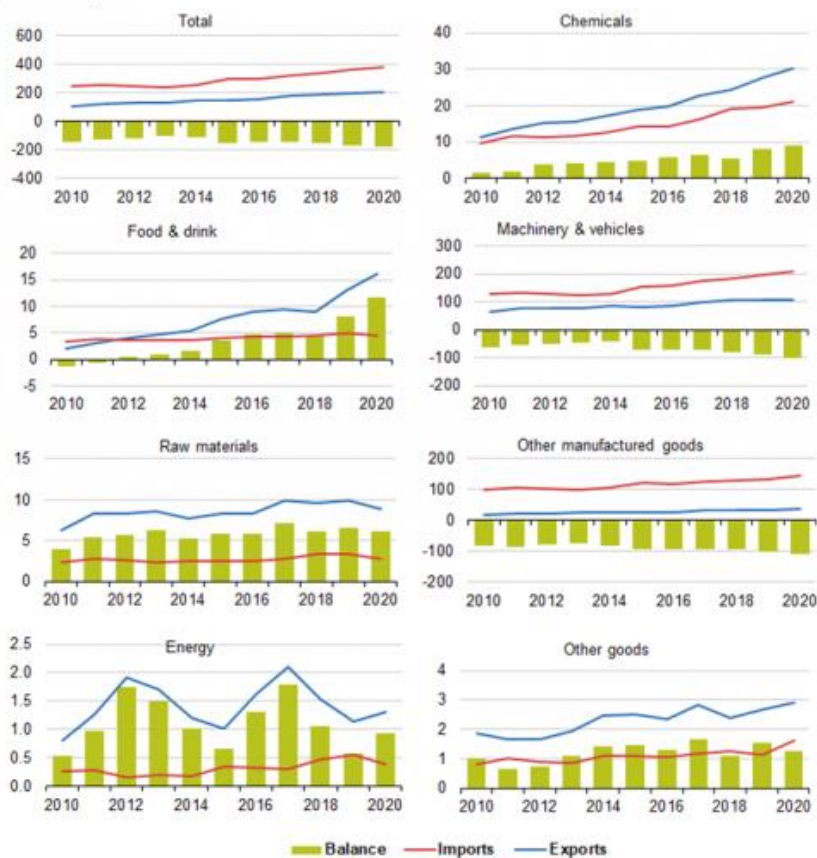 Total
600
400
200
0
-200
-400
2010 2012 2014 2016 2018 2020
Chemicals
40
30
20
10
0
2010 2012 2014 2016 2018 2020
Food & drink
20
15
10
5
0
-5
2010 2012 2014 2016 2018 2020
Machinery & vehicles
300
200
100
0
-100
-200
2010 2012 2014 2016 2018 2020
Raw materials
15
10
5
0
2010 2012 2014 2016 2018 2020
Other manufactured goods
200
100
0
-100
-200
2010 2012 2014 2016 2018 2020
Energy
2.5
2.0
1.5
1.0
0.5
0.0
2010 2012 2014 2016 2018 2020
Other goods
4
3
2
1
0
2010 2012 2014 2016 2018 2020
Balance Imports Exports